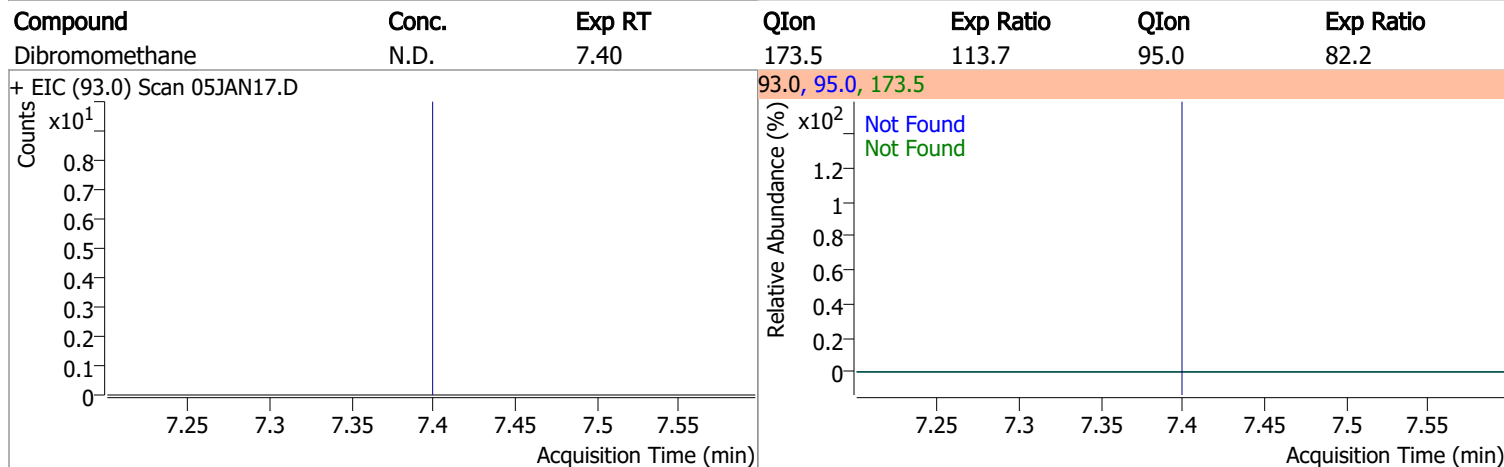 Compound Conc. Exp RT QIon Exp Ratio QIon Exp Ratio
Dibromomethane N.D. 7.40 173.5 113.7 95.0 82.2
+ EIC (93.0) Scan 05JAN17.D
Counts
x10¹
0.8
0.7
0.6
0.5
0.4
0.3
0.2
0.1
0
7.25 7.3 7.35 7.4 7.45 7.5 7.55
Acquisition Time (min)
93.0, 95.0, 173.5
Relative Abundance (%)
x10²
Not Found
Not Found
1.2
1
0.8
0.6
0.4
0.2
0
7.25 7.3 7.35 7.4 7.45 7.5 7.55
Acquisition Time (min)